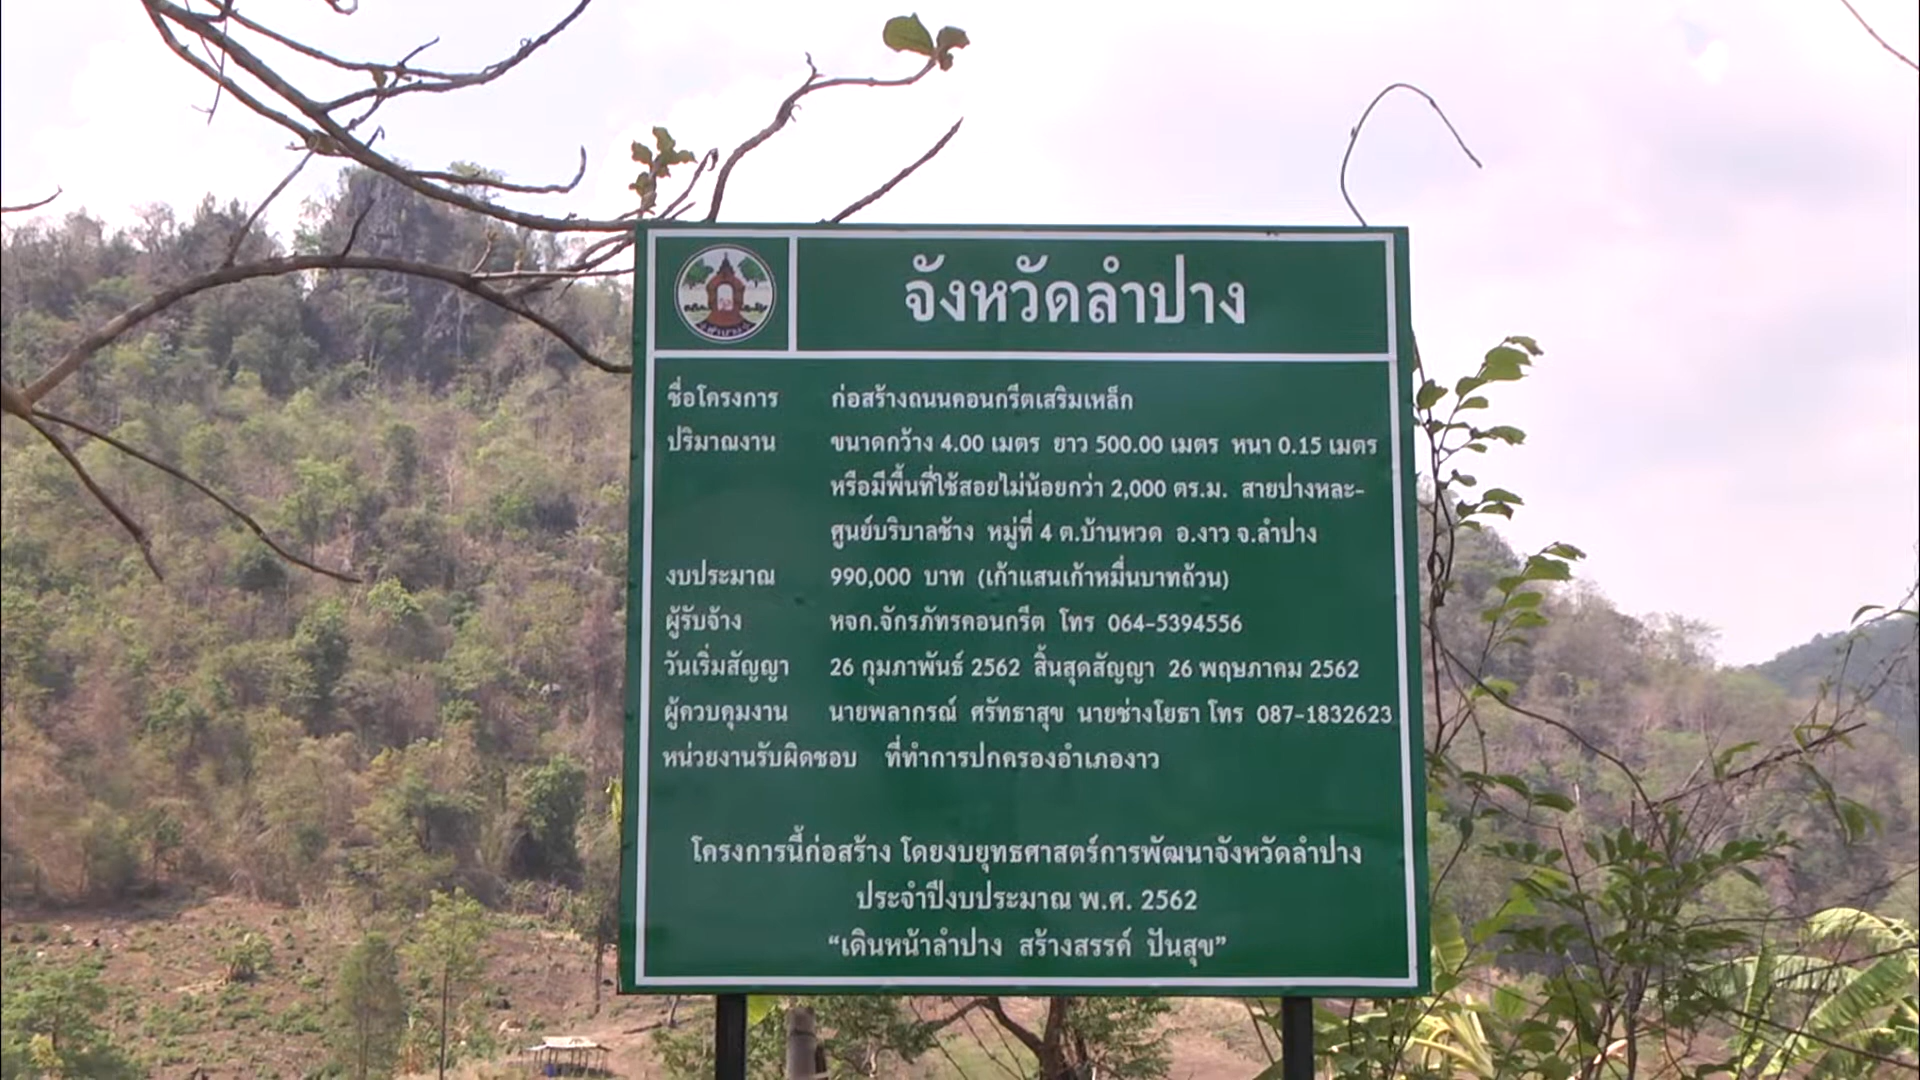 จังหวัดลำปาง
ลำปาง
ชื่อโครงการ ก่อสร้างถนนคอนกรีตเสริมเหล็ก
ปริมาณงาน ขนาดกว้าง 4.00 เมตร ยาว 500.00 เมตร หนา 0.15 เมตร
หรือมีพื้นที่ใช้สอยไม่น้อยกว่า 2,000 ตร.ม. สายปางหละ-
ศูนย์บริบาลช้าง หมู่ที่ 4 ต.บ้านหวด อ.งาว จ.ลำปาง
งบประมาณ 990,000 บาท (เก้าแสนเก้าหมื่นบาทถ้วน)
ผู้รับจ้าง หจก.จักรภัทรคอนกรีต โทร 064-5394556
วันเริ่มสัญญา 26 กุมภาพันธ์ 2562 สิ้นสุดสัญญา 26 พฤษภาคม 2562
ผู้ควบคุมงาน นายพลากรณ์ ศรัทธาสุข นายช่างโยธา โทร 087-1832623
หน่วยงานรับผิดชอบ ที่ทำการปกครองอำเภองาว
โครงการนี้ก่อสร้าง โดยงบยุทธศาสตร์การพัฒนาจังหวัดลำปาง
ประจำปีงบประมาณ พ.ศ. 2562
“เดินหน้าลำปาง สร้างสรรค์ ปันสุข”